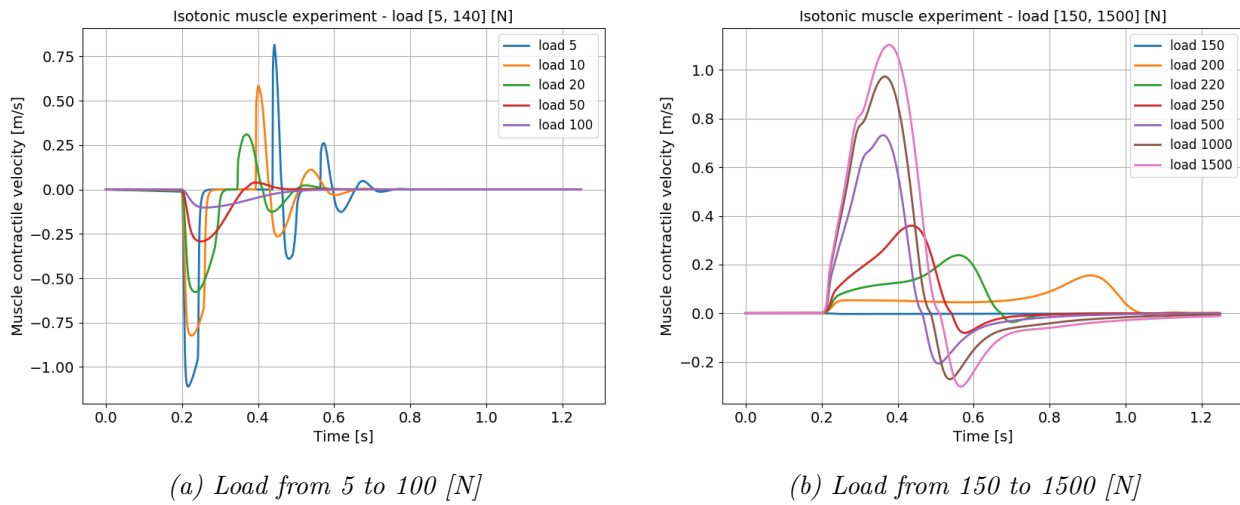 Isotonic muscle experiment - load [5, 140] [N]
Muscle contractile velocity [m/s]
0.75
0.50
0.25
0.00
−0.25
−0.50
−0.75
−1.00
0.0 0.2 0.4 0.6 0.8 1.0 1.2
Time [s]
load 5
load 10
load 20
load 50
load 100
(a) Load from 5 to 100 [N]
Isotonic muscle experiment - load [150, 1500] [N]
Muscle contractile velocity [m/s]
1.0
0.8
0.6
0.4
0.2
0.0
−0.2
0.0 0.2 0.4 0.6 0.8 1.0 1.2
Time [s]
load 150
load 200
load 220
load 250
load 500
load 1000
load 1500
(b) Load from 150 to 1500 [N]